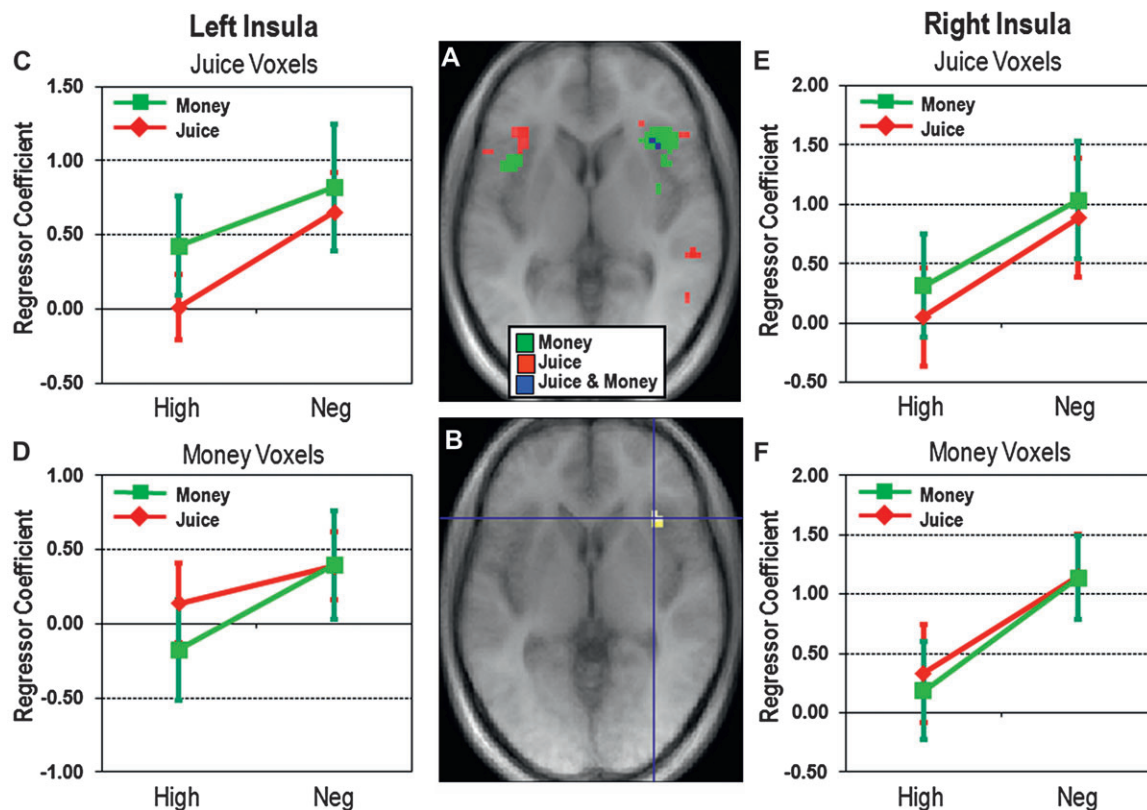 Left Insula
C
Juice Voxels
1.50
1.00
0.50
0.00
-0.50
Regressor Coefficient
Money
Juice
High
Neg
D
Money Voxels
1.00
0.50
0.00
-0.50
-1.00
Regressor Coefficient
Money
Juice
High
Neg
A
Money
Juice
Juice & Money
B
Right Insula
E
Juice Voxels
2.00
1.50
1.00
0.50
0.00
-0.50
Regressor Coefficient
Money
Juice
High
Neg
F
Money Voxels
2.00
1.50
1.00
0.50
0.00
-0.50
Regressor Coefficient
Money
Juice
High
Neg